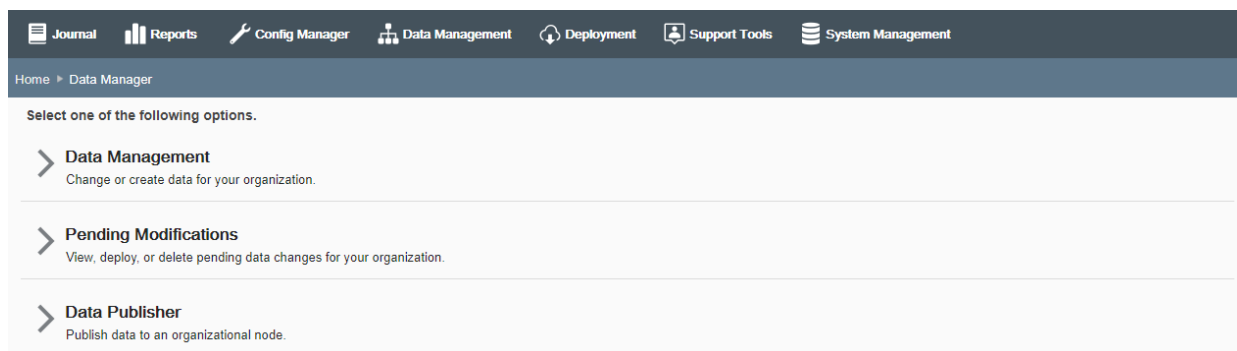 Journal Reports Config Manager Data Management Deployment Support Tools System Management
Home Data Manager
Select one of the following options.
Data Management
Change or create data for your organization.
Pending Modifications
View, deploy, or delete pending data changes for your organization.
Data Publisher
Publish data to an organizational node.